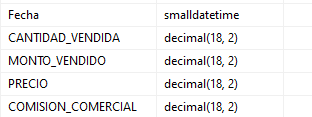 Fecha smalldatetime
CANTIDAD_VENDIDA decimal(18, 2)
MONTO_VENDIDO decimal(18, 2)
PRECIO decimal(18, 2)
COMISION_COMERCIAL decimal(18, 2)